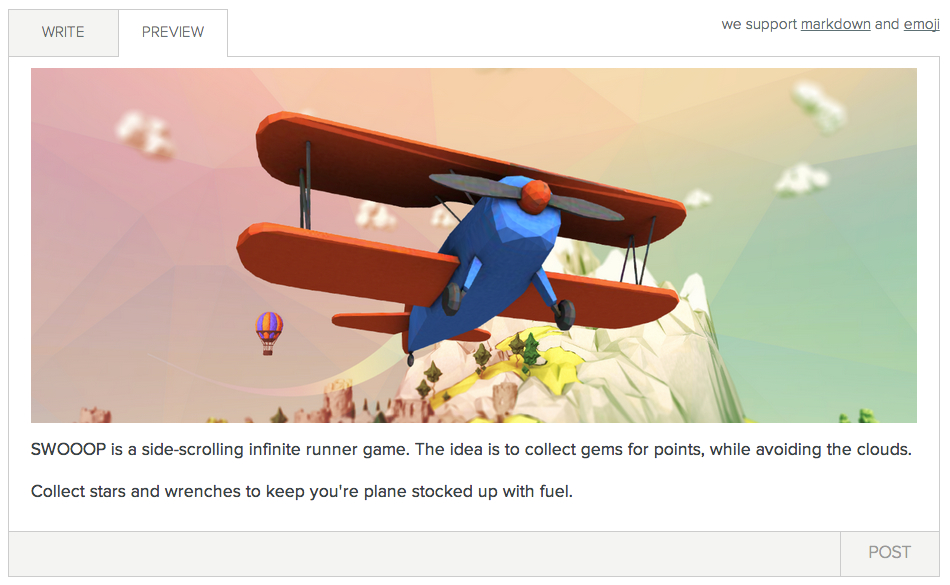 WRITE
PREVIEW
we support markdown and emoji
SWOOOP is a side-scrolling infinite runner game. The idea is to collect gems for points, while avoiding the clouds.
Collect stars and wrenches to keep you're plane stocked up with fuel.
POST